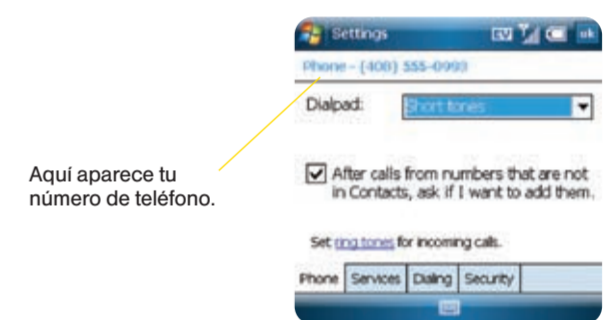 Settings
EV
ok
Phone - (408) 555-0993
Dialpad:
Short tones
Aquí aparece tu
número de teléfono.
After calls from numbers that are not
in Contacts, ask if I want to add them.
Set ring tones for incoming calls.
Phone Services Dialing Security